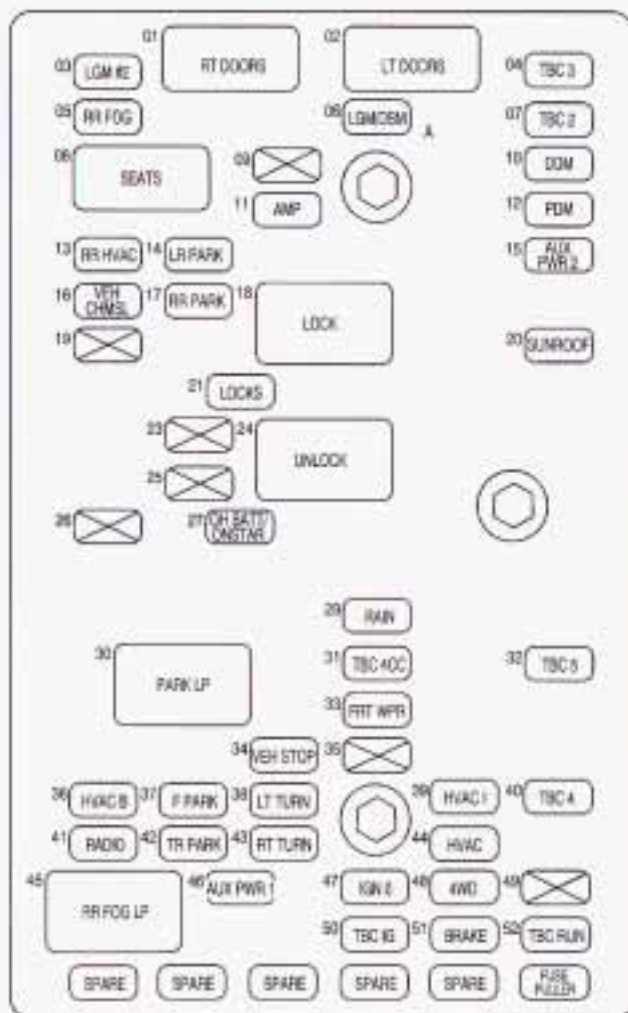 01 RT DOORS 02 LT DOORS
03 LGM #2 04 TBC 3
05 RR FOG 06 LGM/DSM A 07 TBC 2
08 SEATS 09 10 DDM
11 AMP 12 PDM
13 RR HVAC 14 LR PARK 15 AUX
PWR 2
16 VEH
CHMSL 17 RR PARK 18 LOCK
19 20 SUNROOF
21 LOCKS
23 24 UNLOCK
25
26 27 OH BATT/
ONSTAR
29 RAIN
30 PARK LP 31 TBC 4CC 32 TBC 5
33 FRT WPR
34 VEH STOP 35
36 HVAC B 37 F PARK 38 LT TURN 39 HVAC I 40 TBC 4
41 RADIO 42 TR PARK 43 RT TURN 44 HVAC
45 RR FOG LP 46 AUX PWR 1 47 IGN 0 48 4WD 49
50 TBC IG 51 BRAKE 52 TBC RUN
SPARE SPARE SPARE SPARE SPARE FUSE
PULLER